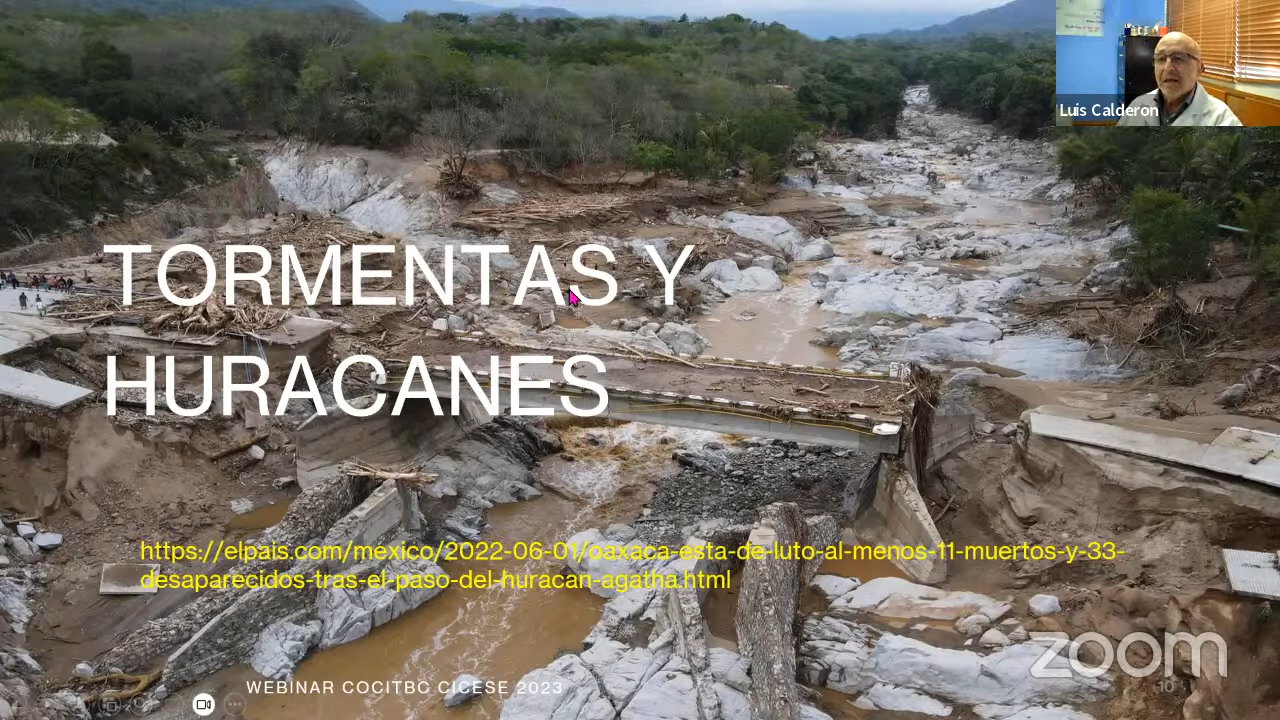 Luis Calderon
TORMENTAS Y
HURACANES
https://elpais.com/mexico/2022-06-01/oaxaca-esta-de-luto-al-menos-11-muertos-y-33-
desaparecidos-tras-el-paso-del-huracan-agatha.html
zoom
WEBINAR COCITBC CICESE 2023
10